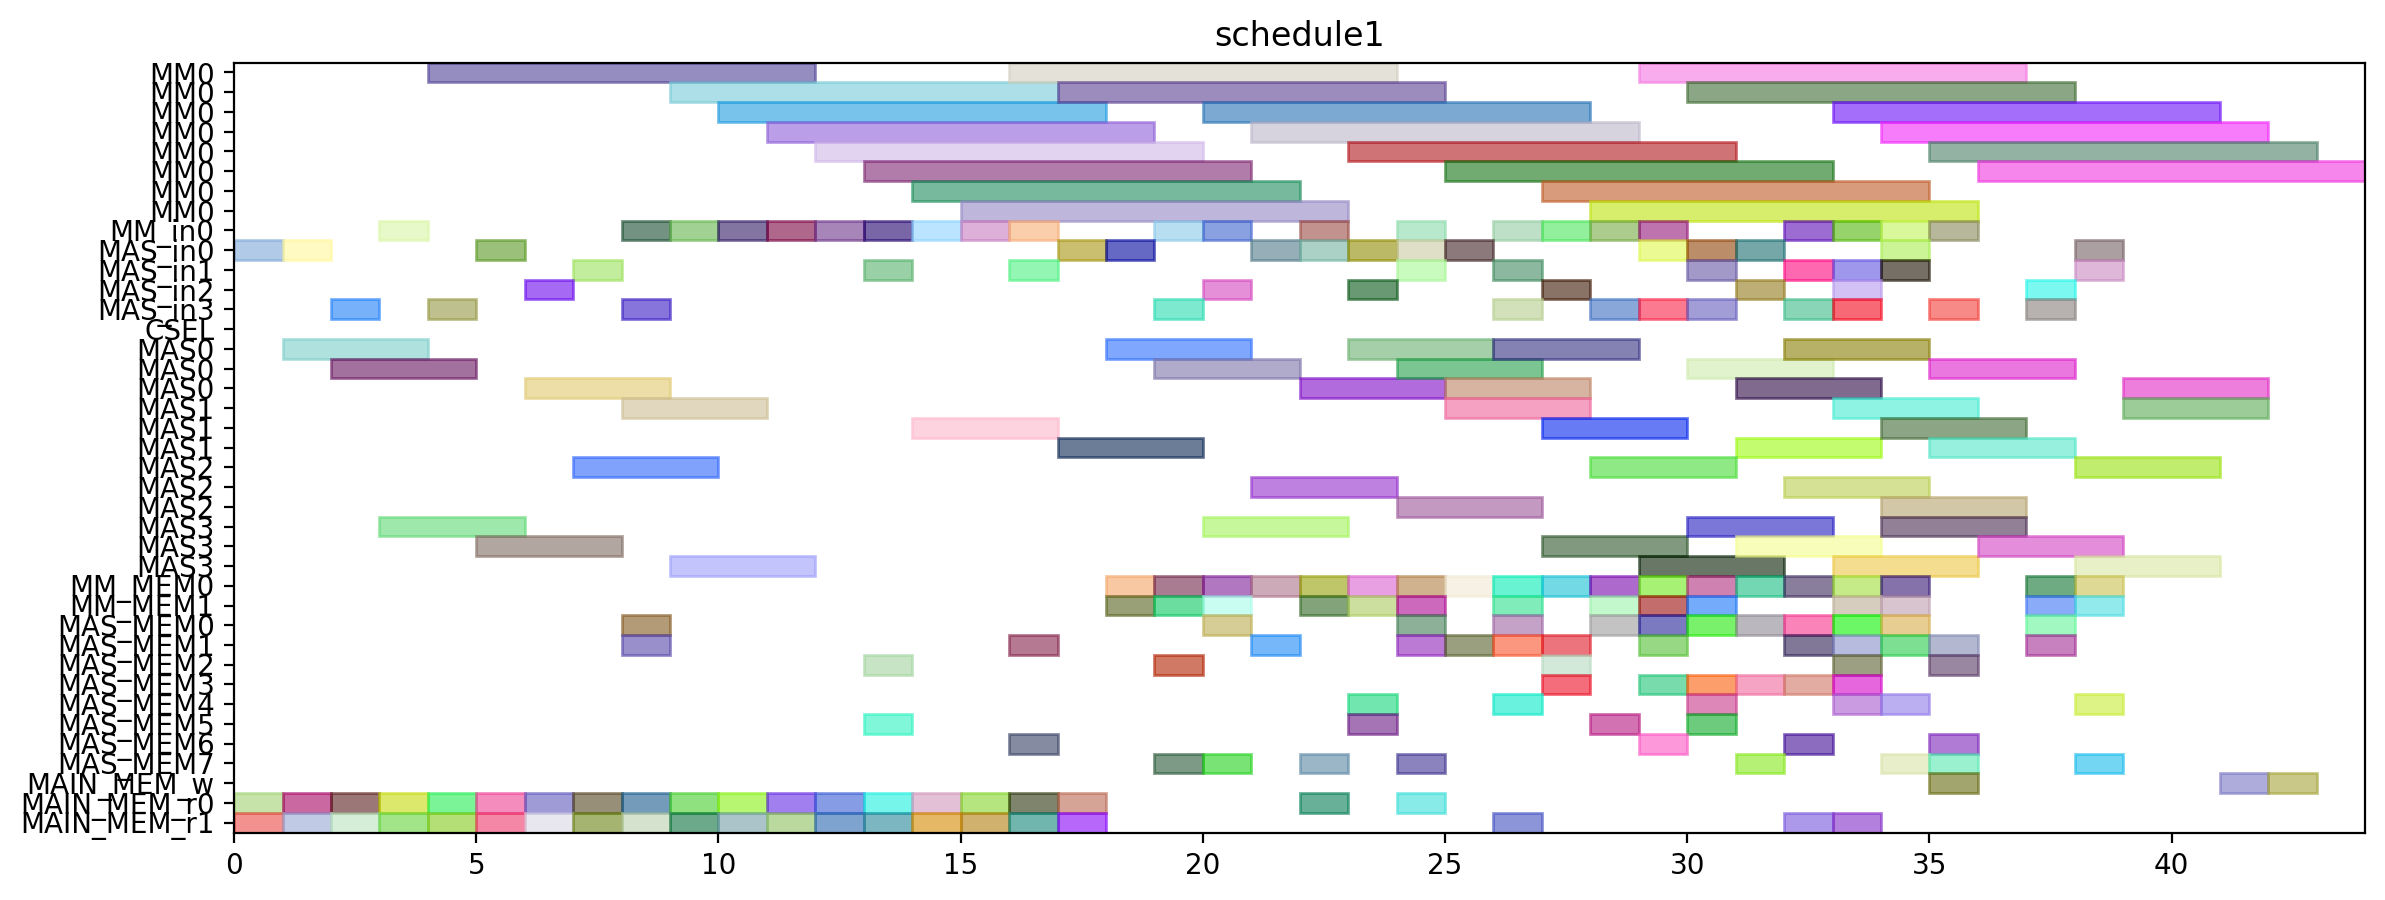 schedule1
MM0
MM0
MM0
MM0
MM0
MM0
MM0
MM0
MM_in0
MAS_in0
MAS_in1
MAS_in2
MAS_in3
CSEL
MAS0
MAS0
MAS0
MAS1
MAS1
MAS1
MAS2
MAS2
MAS2
MAS3
MAS3
MAS3
MM_MEM0
MM_MEM1
MAS_MEM0
MAS_MEM1
MAS_MEM2
MAS_MEM3
MAS_MEM4
MAS_MEM5
MAS_MEM6
MAS_MEM7
MAIN_MEM_w
MAIN_MEM_r0
MAIN_MEM_r1
0 5 10 15 20 25 30 35 40